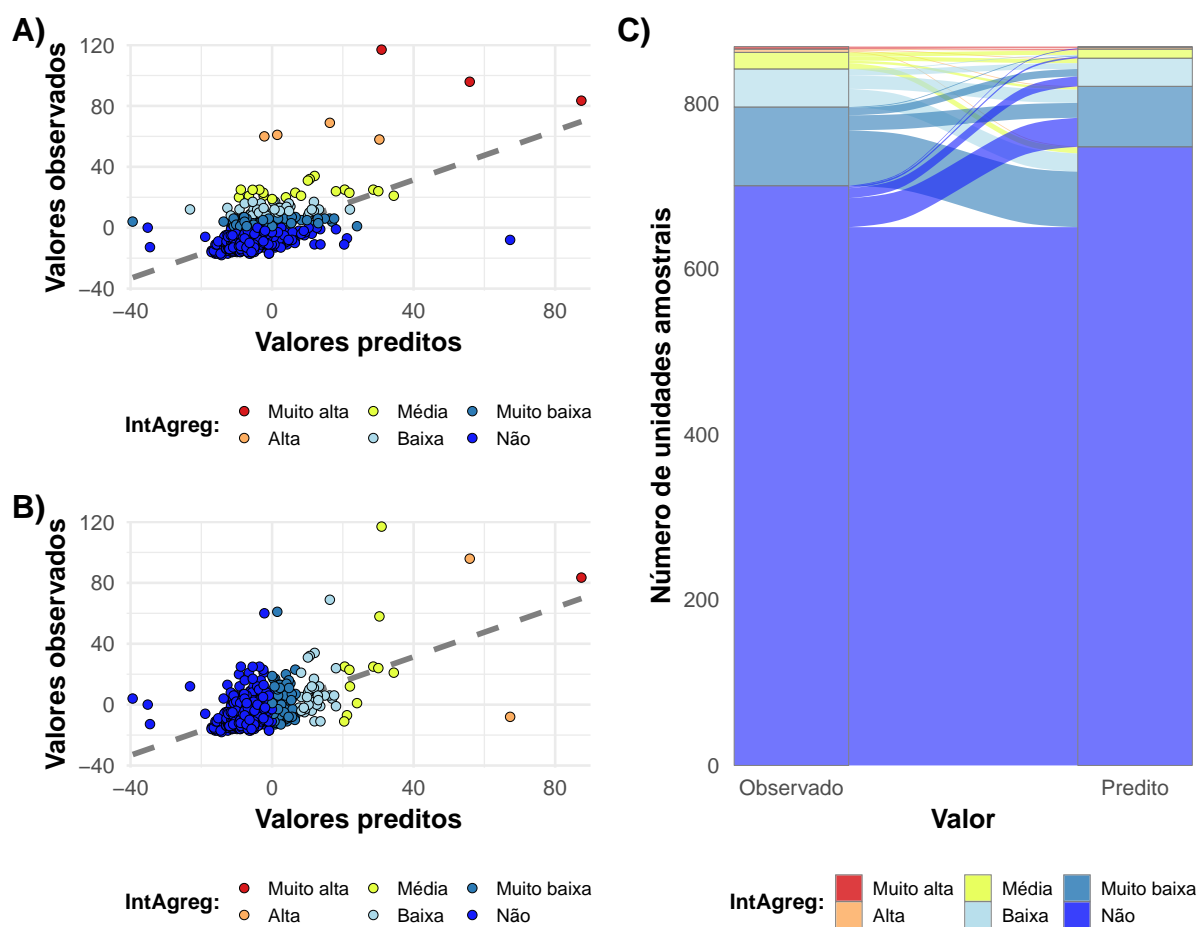 A)
Valores observados
120
80
40
0
−40
−40 0 40 80
Valores preditos
IntAgreg:
Muito alta Média Muito baixa
Alta Baixa Não
B)
Valores observados
120
80
40
0
−40
−40 0 40 80
Valores preditos
IntAgreg:
Muito alta Média Muito baixa
Alta Baixa Não
C)
Número de unidades amostrais
800
600
400
200
0
Observado Predito
Valor
IntAgreg:
Muito alta Média Muito baixa
Alta Baixa Não